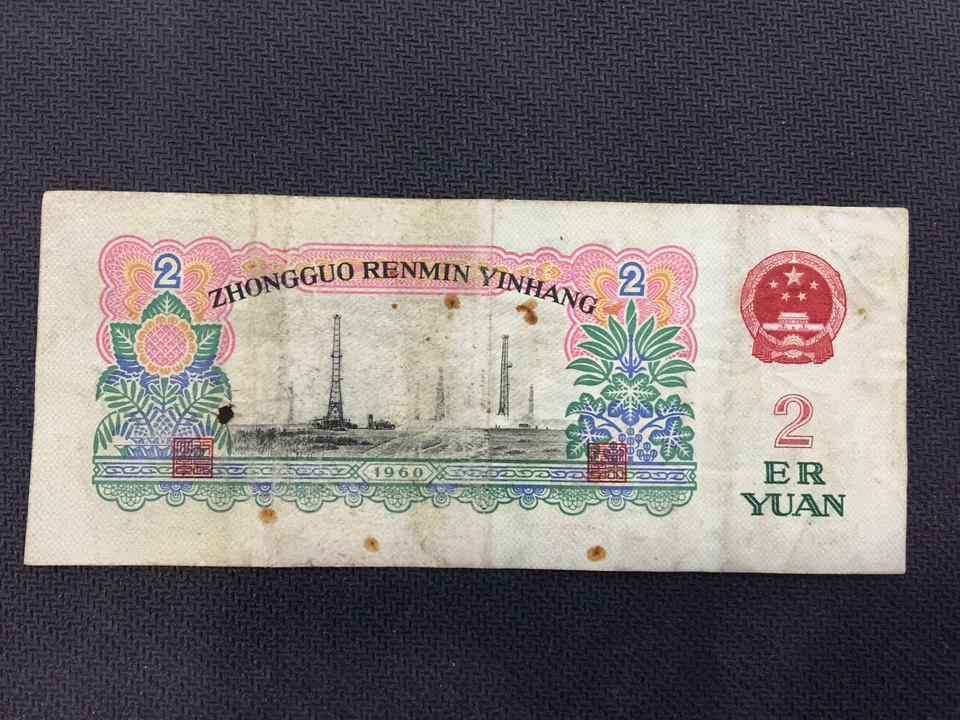 2
2
ZHONGGUO RENMIN YINHANG
1960
2
ER
YUAN